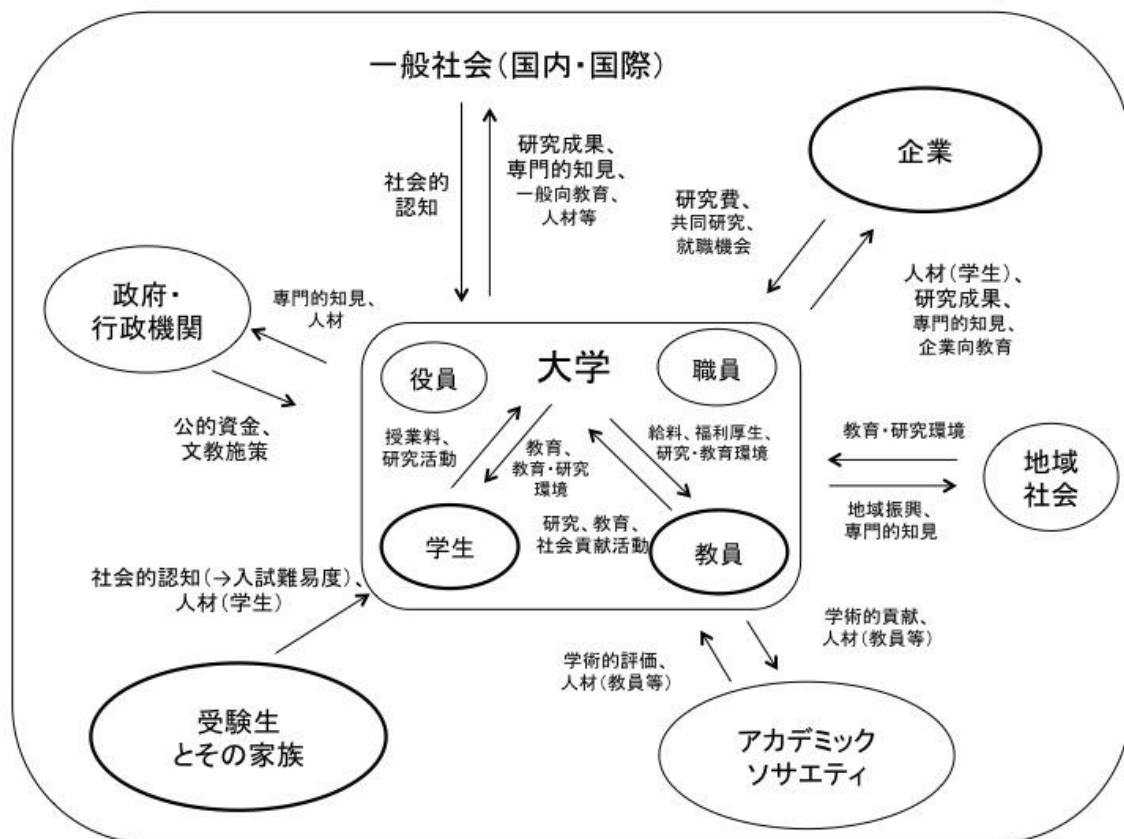 一般社会(国内・国際)
社会的
認知
研究成果、
専門的知見、
一般向教育、
人材等
企業
研究費、
共同研究、
就職機会
人材(学生)、
研究成果、
専門的知見、
企業向教育
政府・
行政機関
専門的知見、
人材
公的資金、
文教施策
大学
役員
職員
授業料、
研究活動
教育、
教育・研究
環境
給料、福利厚生、
研究・教育環境
研究、教育、
社会貢献活動
学生
教員
教育・研究環境
地域
社会
地域振興、
専門的知見
社会的認知(→入試難易度)、
人材(学生)
受験生
とその家族
学術的評価、
人材(教員等)
学術的貢献、
人材(教員等)
アカデミック
ソサエティ